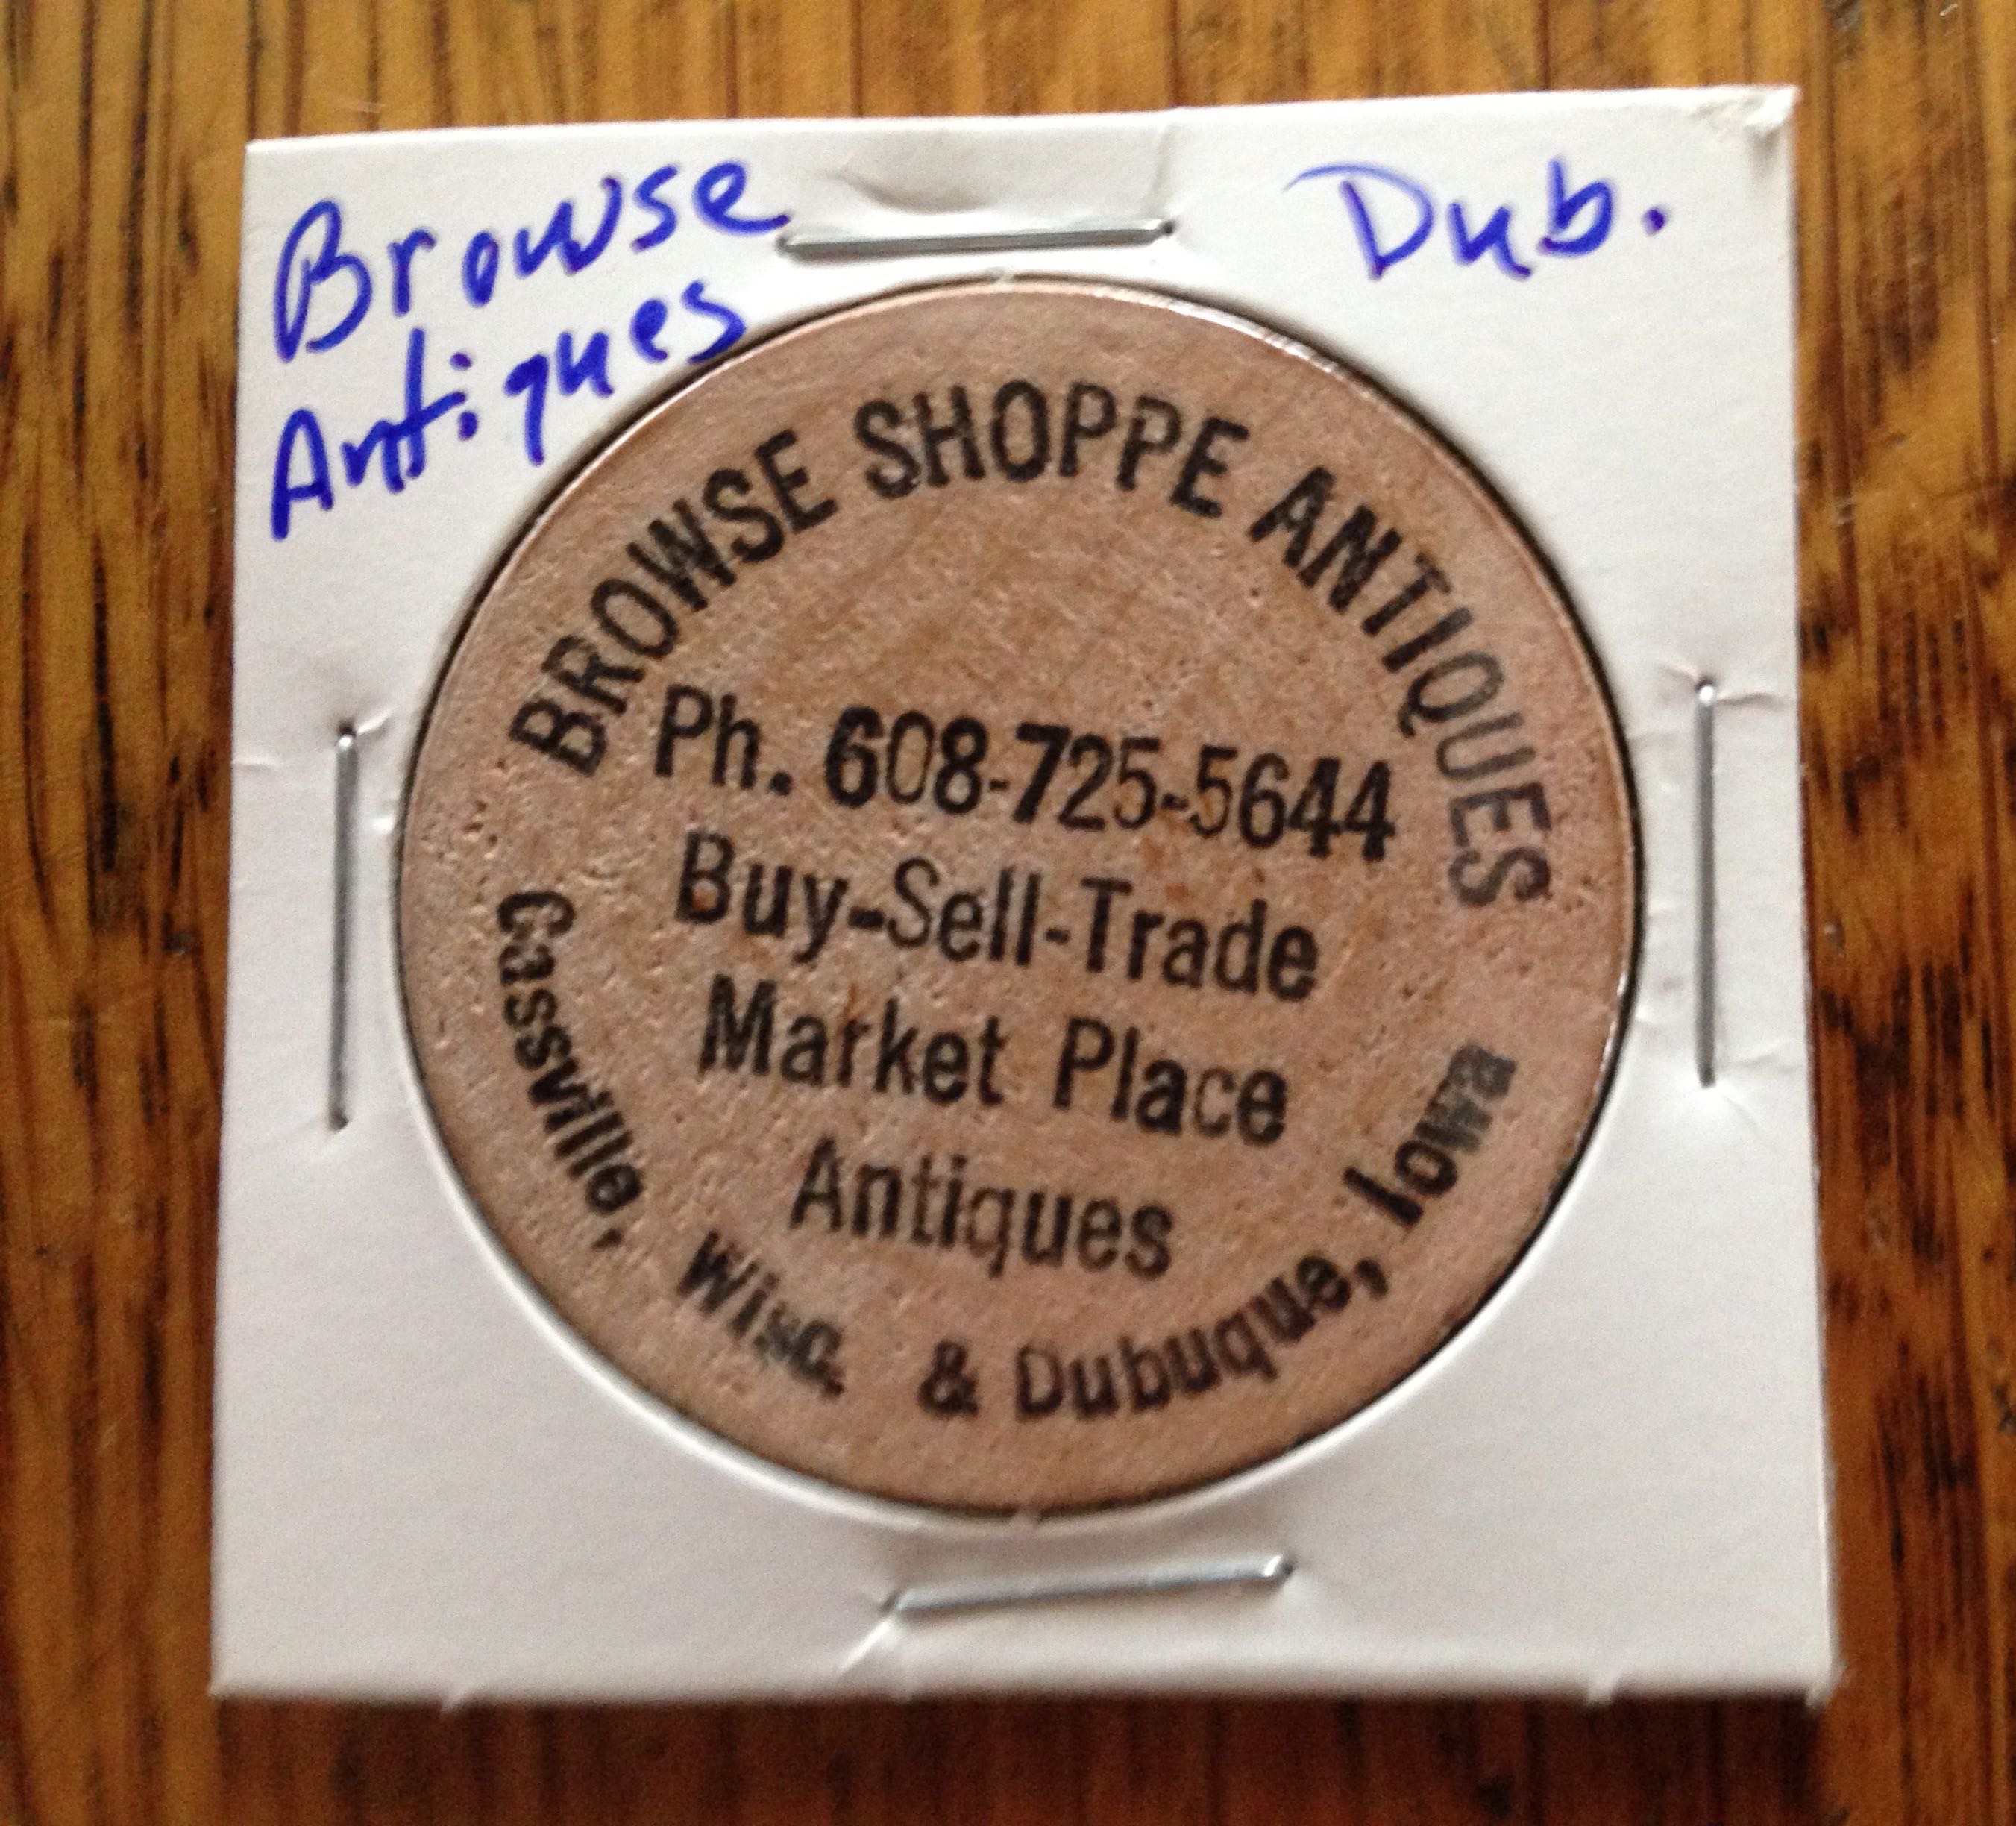 Browse
Antiques
Dub.
BROWSE SHOPPE ANTIQUES
Ph. 608-725-5644
Buy-Sell-Trade
Market Place
Antiques
Cassville, Wisc. & Dubuque, Iowa